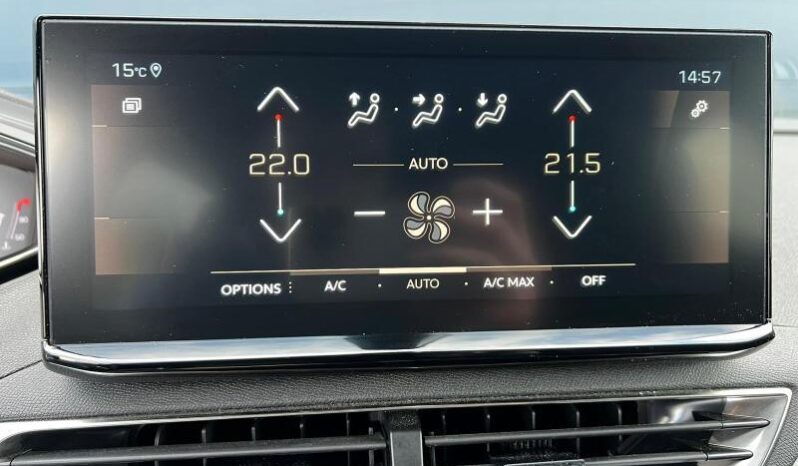 15°C 14:57
22.0 AUTO 21.5
OPTIONS A/C AUTO A/C MAX OFF